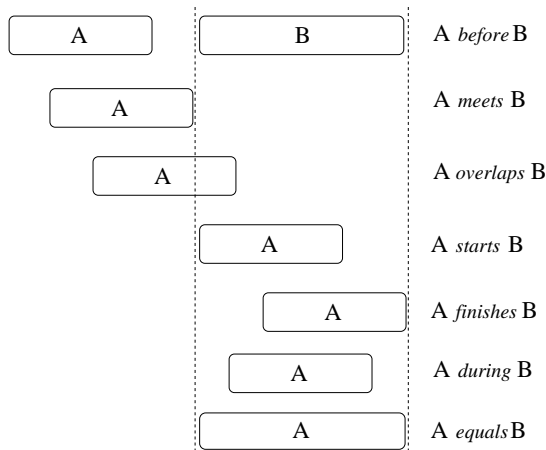 A B A before B
A A meets B
A A overlaps B
A A starts B
A A finishes B
A A during B
A A equals B